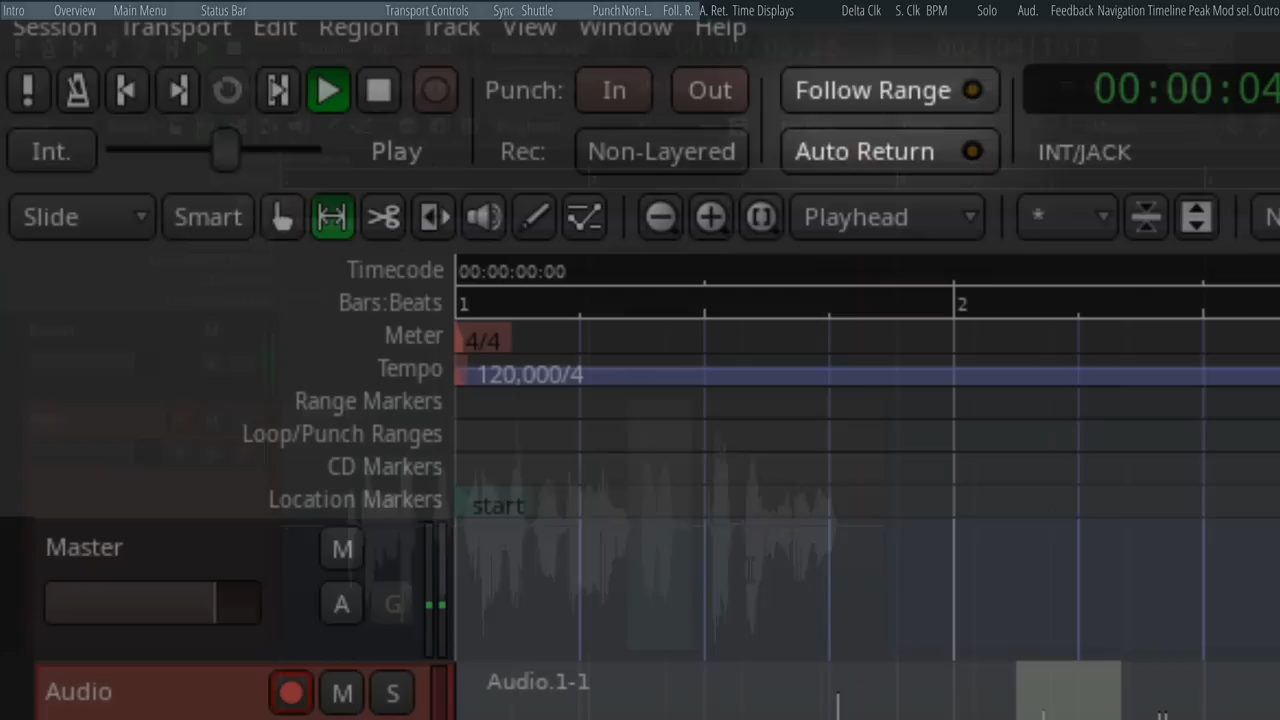 Intro Overview Main Menu Status Bar Transport Controls Sync Shuttle Punch Non-L. Foll. R. A. Ret. Time Displays Delta Clk S. Clk BPM Solo Aud. Feedback Navigation Timeline Peak Mod sel. Outro
Session Transport Edit Region Track View Window Help
Punch: In Out Follow Range 00:00:04
Int. Play Rec: Non-Layered Auto Return INT/JACK
Slide Smart Playhead *
Timecode 00:00:00:00
Bars:Beats 1 2
Meter 4/4
Tempo 120,000/4
Range Markers
Loop/Punch Ranges
CD Markers
Location Markers start
Master M
A G
Audio M S Audio.1-1